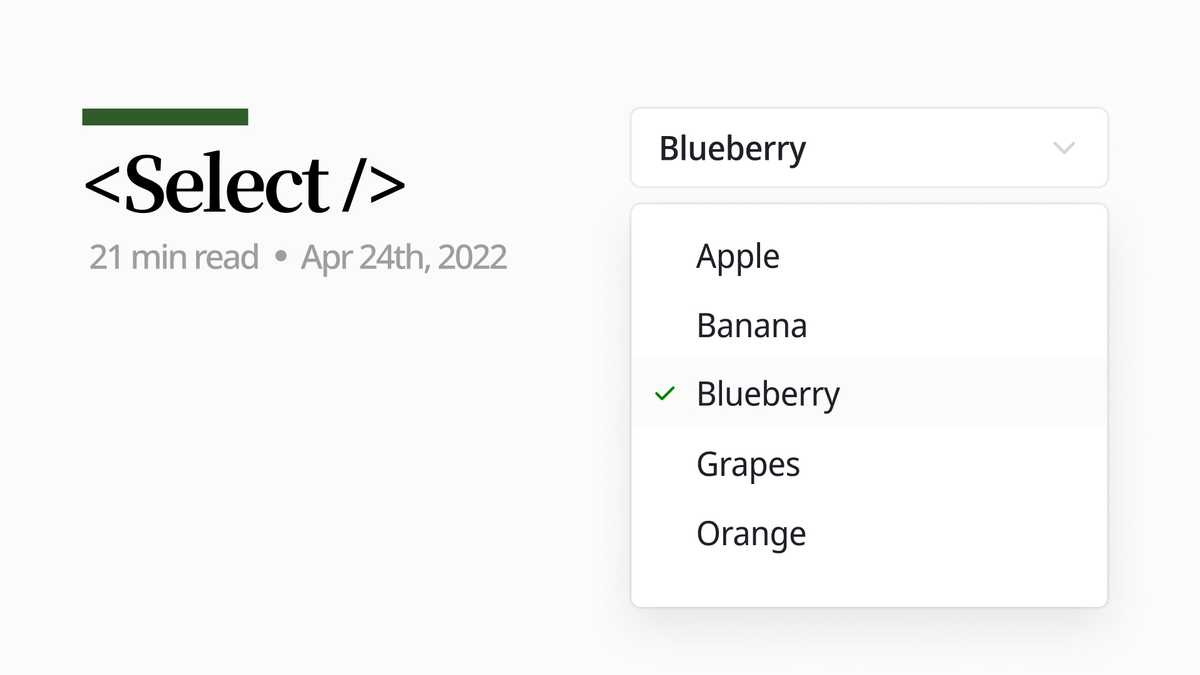 <Select />
21 min read • Apr 24th, 2022
Blueberry
Apple
Banana
Blueberry
Grapes
Orange